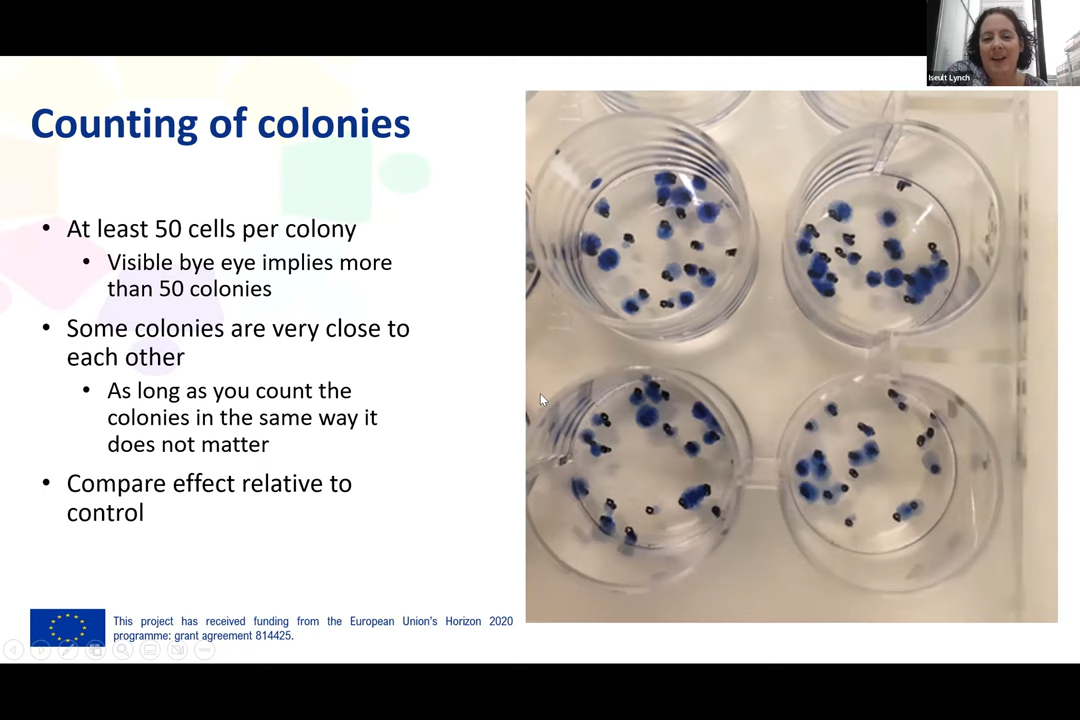 Iseult Lynch
Counting of colonies
• At least 50 cells per colony
• Visible bye eye implies more
than 50 colonies
• Some colonies are very close to
each other
• As long as you count the
colonies in the same way it
does not matter
• Compare effect relative to
control
This project has received funding from the European Union's Horizon 2020
programme: grant agreement 814425.